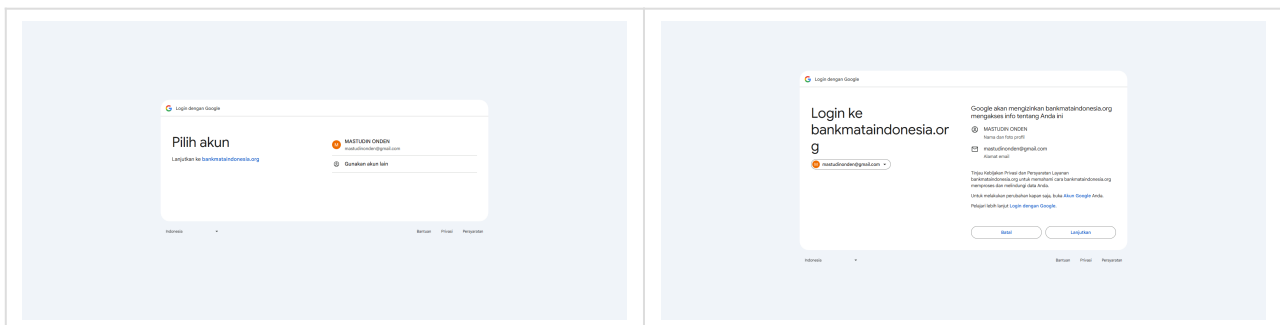 Login dengan Google
Pilih akun
Lanjutkan ke bankmataindonesia.org
MASTUDIN ONDEN
mastudinonden@gmail.com
Gunakan akun lain
Indonesia
Bantuan Privasi Persyaratan
Login dengan Google
Login ke
bankmataindonesia.or
g
mastudinonden@gmail.com
Google akan mengizinkan bankmataindonesia.org
mengakses info tentang Anda ini
MASTUDIN ONDEN
Nama dan foto profil
mastudinonden@gmail.com
Alamat email
Tinjau Kebijakan Privasi dan Persyaratan Layanan
bankmataindonesia.org untuk memahami cara bankmataindonesia.org
memproses dan melindungi data Anda.
Untuk melakukan perubahan kapan saja, buka Akun Google Anda.
Pelajari lebih lanjut Login dengan Google.
Batal
Lanjutkan
Indonesia
Bantuan Privasi Persyaratan